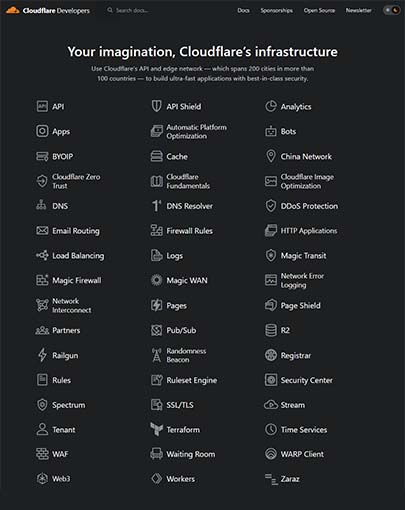 Cloudflare Developers
Search docs...
Docs
Sponsorships
Open Source
Newsletter
Your imagination, Cloudflare's infrastructure
Use Cloudflare's API and edge network — which spans 200 cities in more than
100 countries — to build ultra-fast applications with best-in-class security.
API
API Shield
Analytics
Apps
Automatic Platform
Optimization
Bots
BYOIP
Cache
China Network
Cloudflare Zero
Trust
Cloudflare
Fundamentals
Cloudflare Image
Optimization
DNS
DNS Resolver
DDoS Protection
Email Routing
Firewall Rules
HTTP Applications
Load Balancing
Logs
Magic Transit
Magic Firewall
Magic WAN
Network Error
Logging
Network
Interconnect
Pages
Page Shield
Partners
Pub/Sub
R2
Railgun
Randomness
Beacon
Registrar
Rules
Ruleset Engine
Security Center
Spectrum
SSL/TLS
Stream
Tenant
Terraform
Time Services
WAF
Waiting Room
WARP Client
Web3
Workers
Zaraz